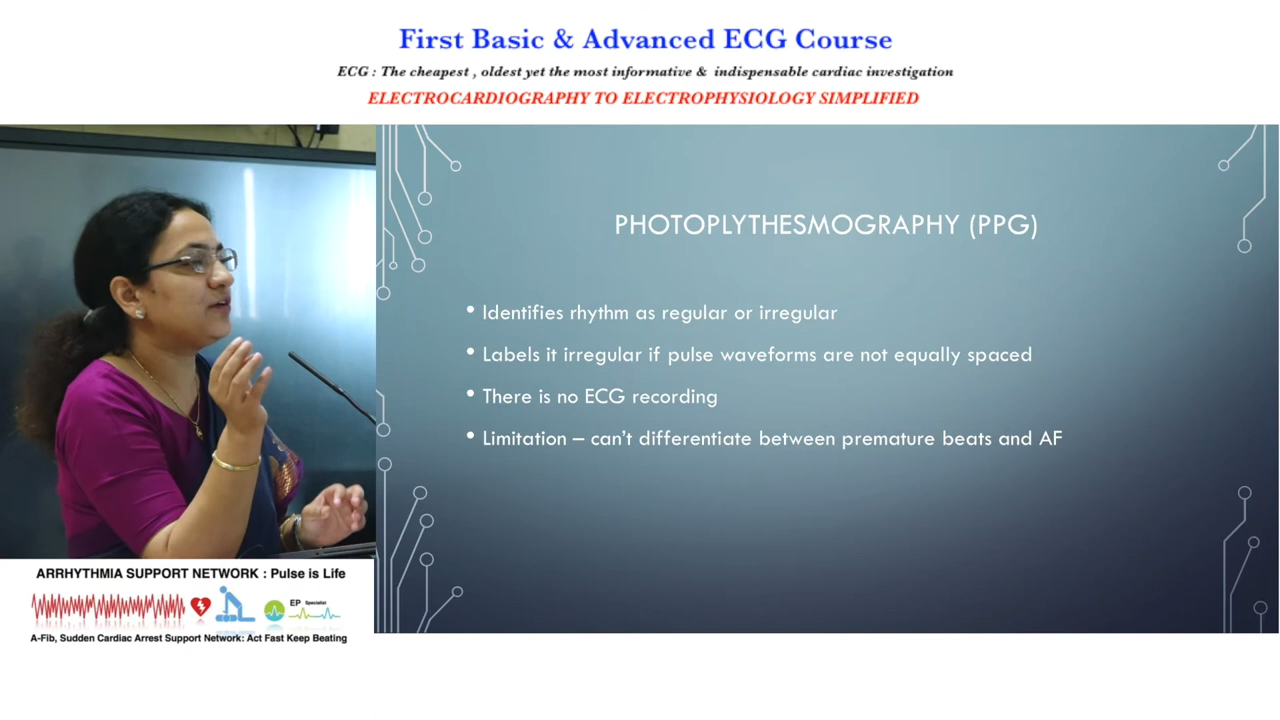 First Basic & Advanced ECG Course
ECG : The cheapest , oldest yet the most informative & indispensable cardiac investigation
ELECTROCARDIOGRAPHY TO ELECTROPHYSIOLOGY SIMPLIFIED
PHOTOPLYTHESMOGRAPHY (PPG)
• Identifies rhythm as regular or irregular
• Labels it irregular if pulse waveforms are not equally spaced
• There is no ECG recording
• Limitation – can't differentiate between premature beats and AF
ARRHYTHMIA SUPPORT NETWORK : Pulse is Life
EP Specialist
A-Fib, Sudden Cardiac Arrest Support Network: Act Fast Keep Beating